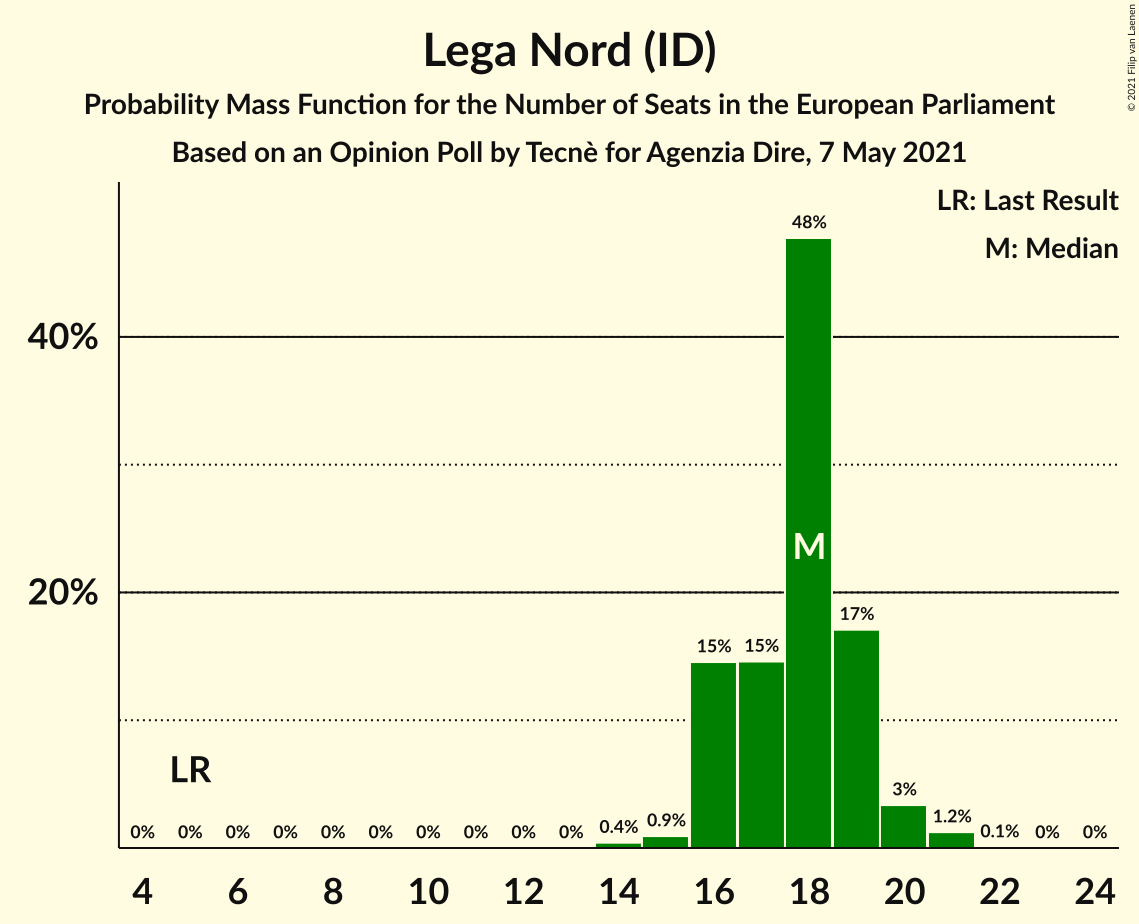 Lega Nord (ID)
Probability Mass Function for the Number of Seats in the European Parliament
Based on an Opinion Poll by Tecnè for Agenzia Dire, 7 May 2021
© 2021 Filip van Laenen
LR: Last Result
M: Median
48%
40%
M
20%
17%
15% 15%
LR
3%
1.2%
0.9%
0.4%
0% 0% 0% 0% 0% 0% 0% 0% 0% 0% 0.1% 0% 0%
4 6 8 10 12 14 16 18 20 22 24